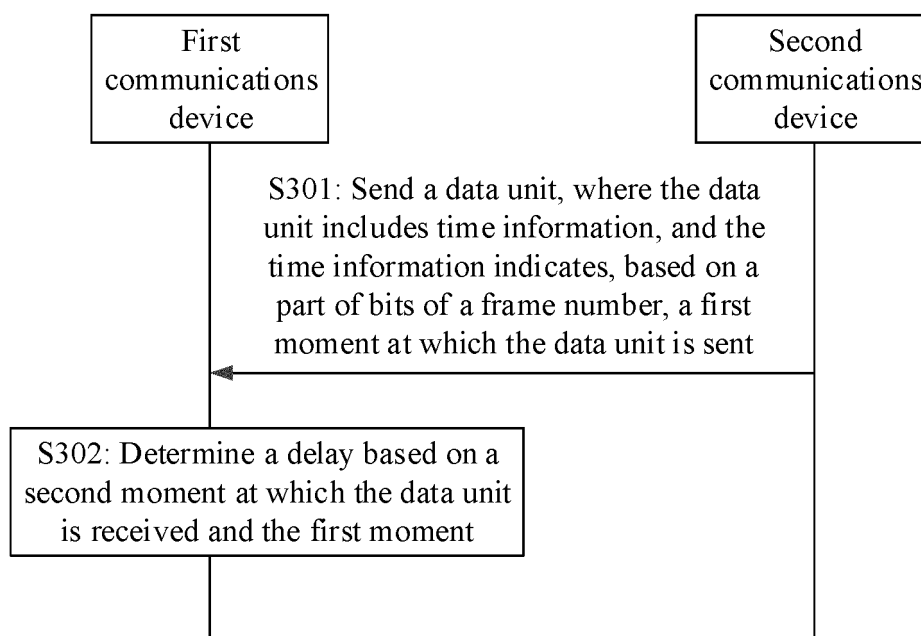 First
communications
device
Second
communications
device
S301: Send a data unit, where the data
unit includes time information, and the
time information indicates, based on a
part of bits of a frame number, a first
moment at which the data unit is sent
S302: Determine a delay based on a
second moment at which the data unit
is received and the first moment